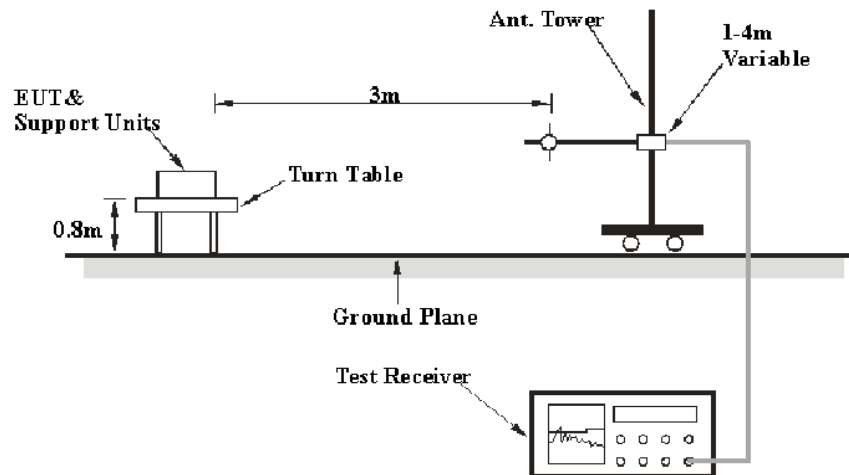 Ant. Tower
1-4m
Variable
3m
EUT &
Support Units
Turn Table
0.8m
Ground Plane
Test Receiver